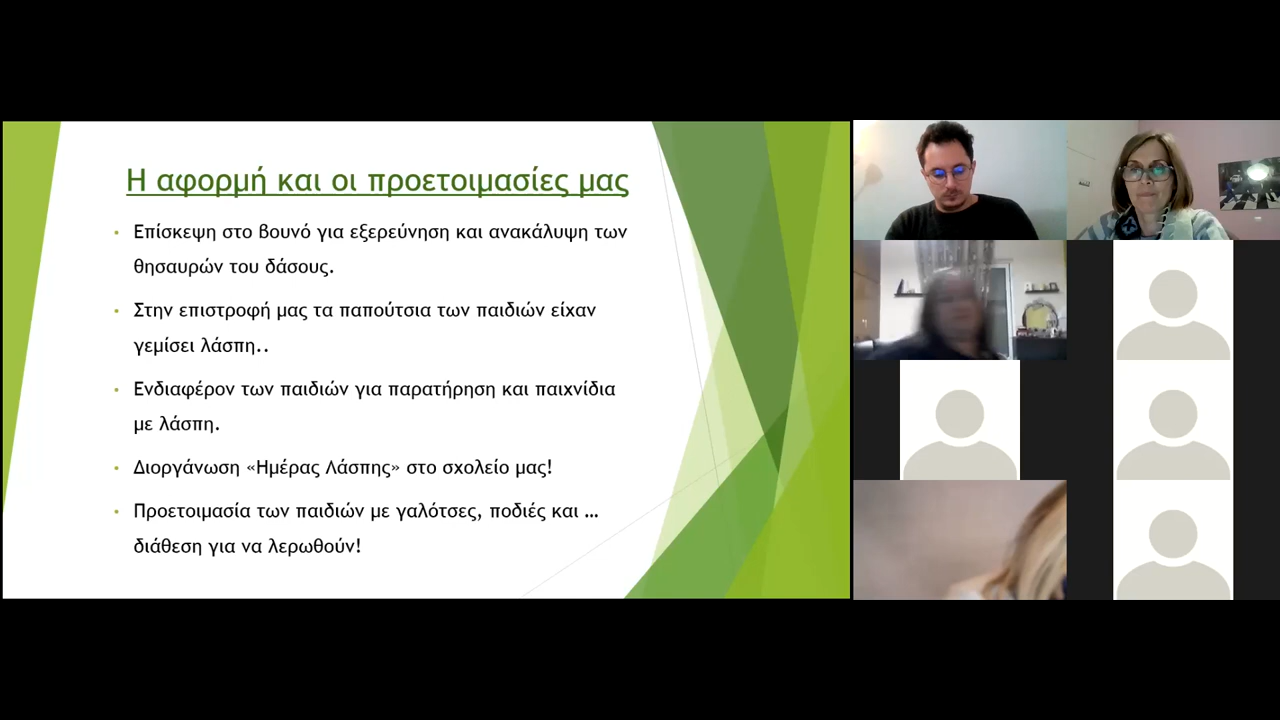 Η αφορμή και οι προετοιμασίες μας
• Επίσκεψη στο βουνό για εξερεύνηση και ανακάλυψη των
θησαυρών του δάσους.
• Στην επιστροφή μας τα παπούτσια των παιδιών είχαν
γεμίσει λάσπη..
• Ενδιαφέρον των παιδιών για παρατήρηση και παιχνίδια
με λάσπη.
• Διοργάνωση «Ημέρας Λάσπης» στο σχολείο μας!
• Προετοιμασία των παιδιών με γαλότσες, ποδιές και …
διάθεση για να λερωθούν!